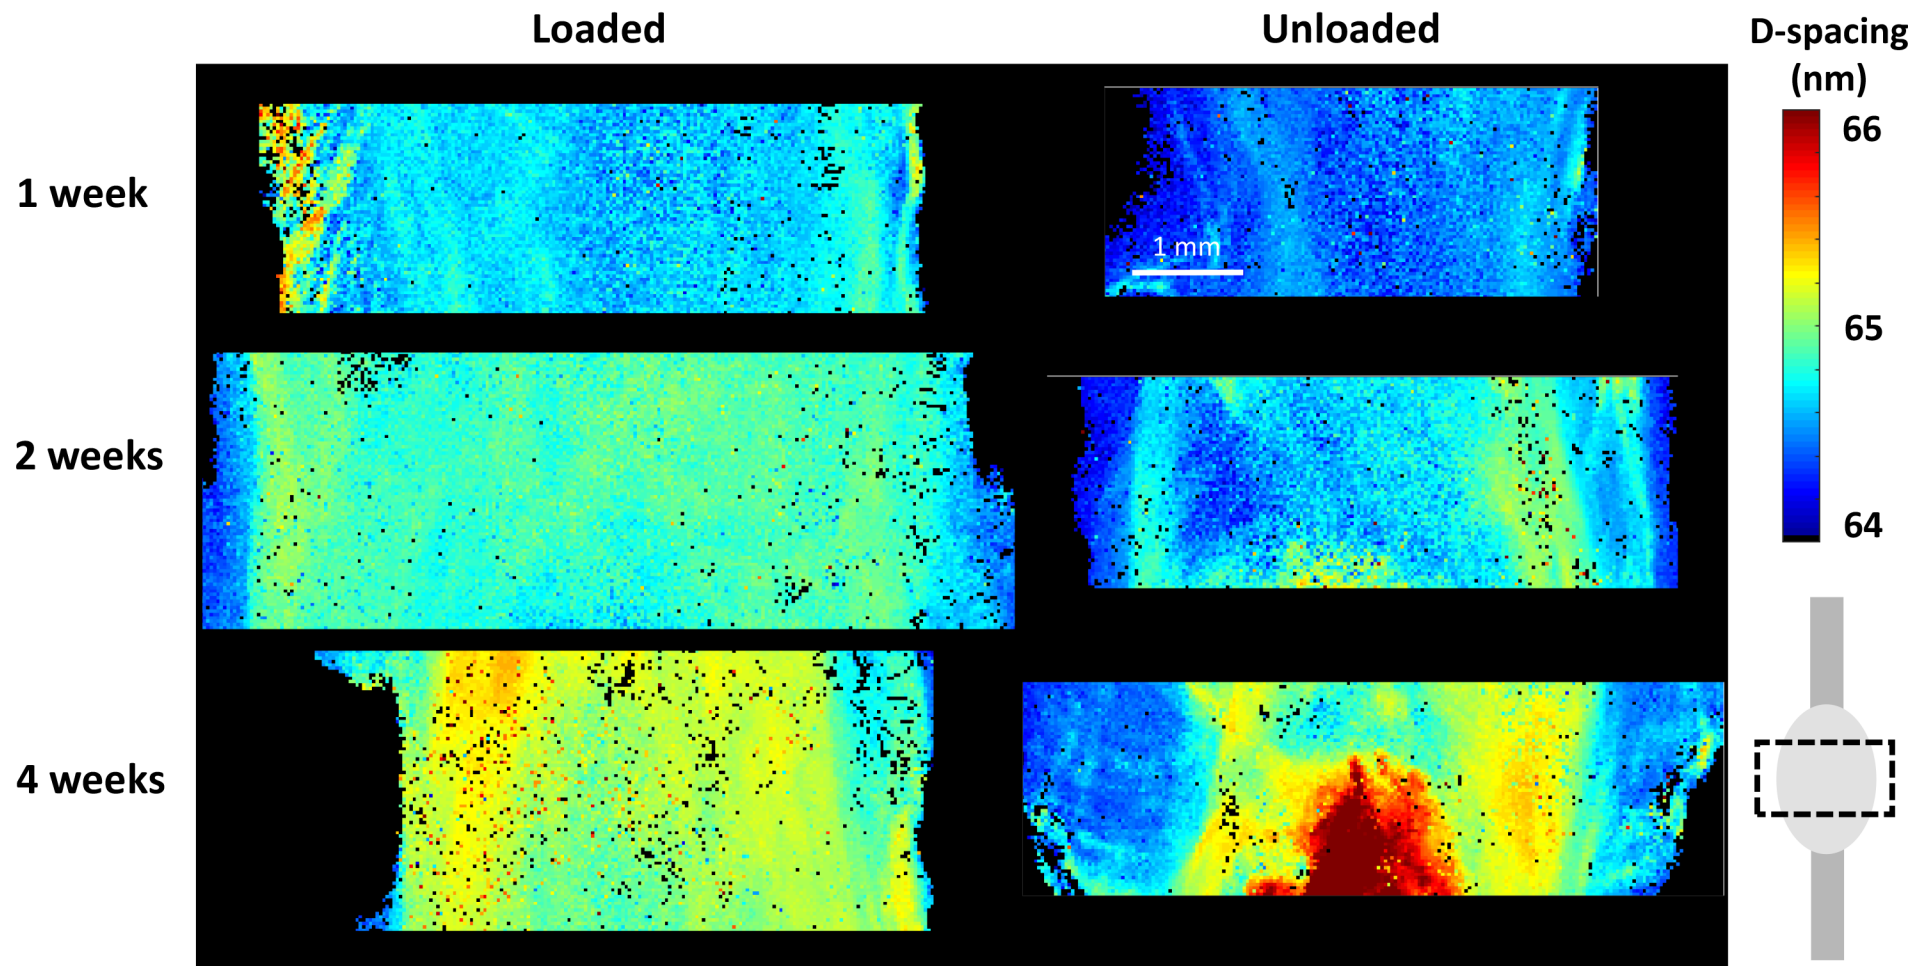 Loaded
Unloaded
D-spacing
(nm)
66
1 week
1 mm
65
2 weeks
64
4 weeks